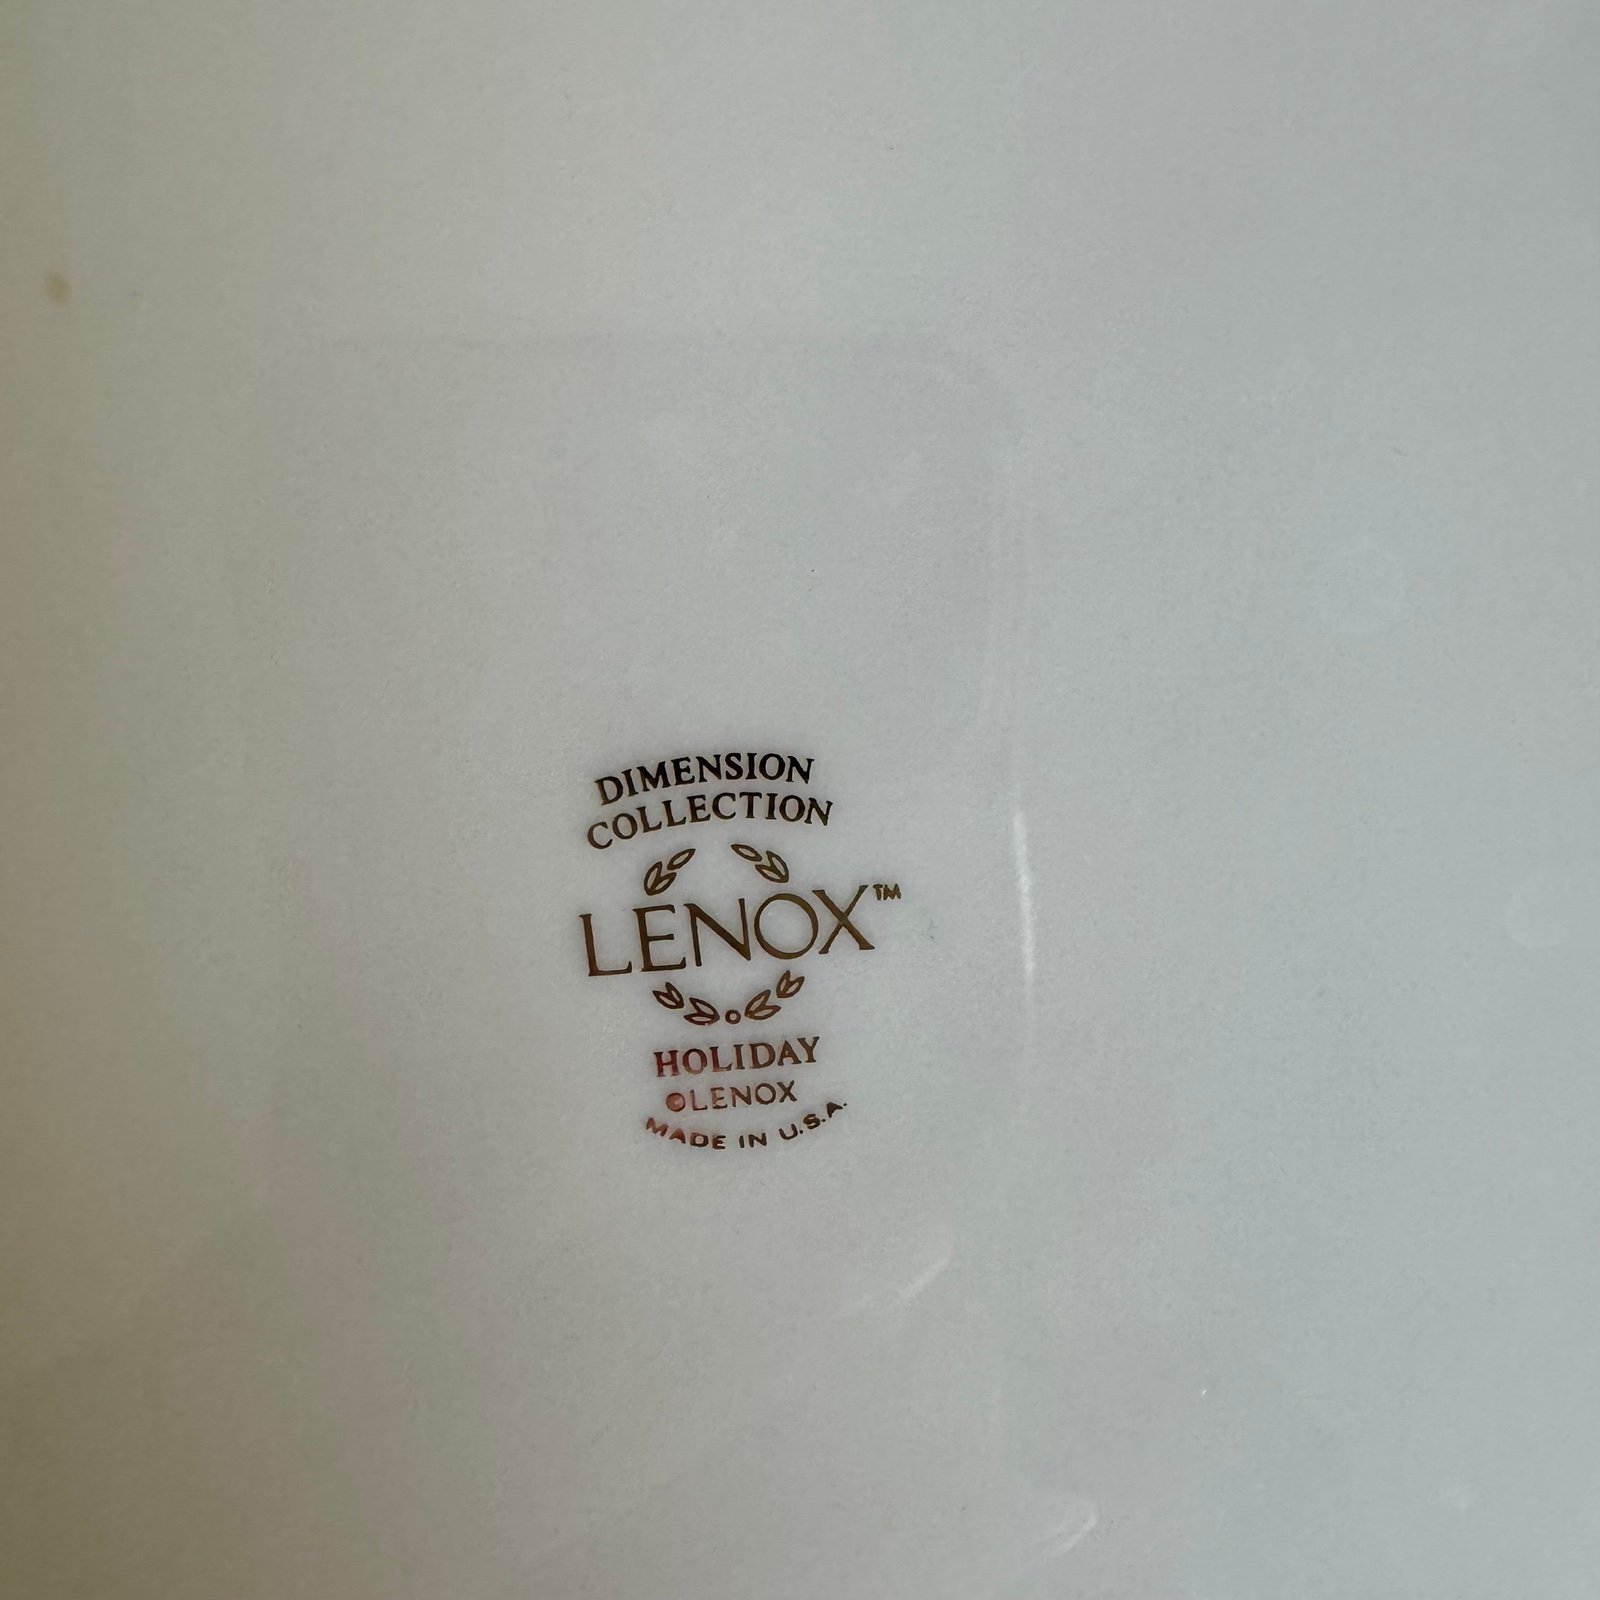 DIMENSION
COLLECTION
LENOX™
HOLIDAY
©LENOX
MADE IN U.S.A.